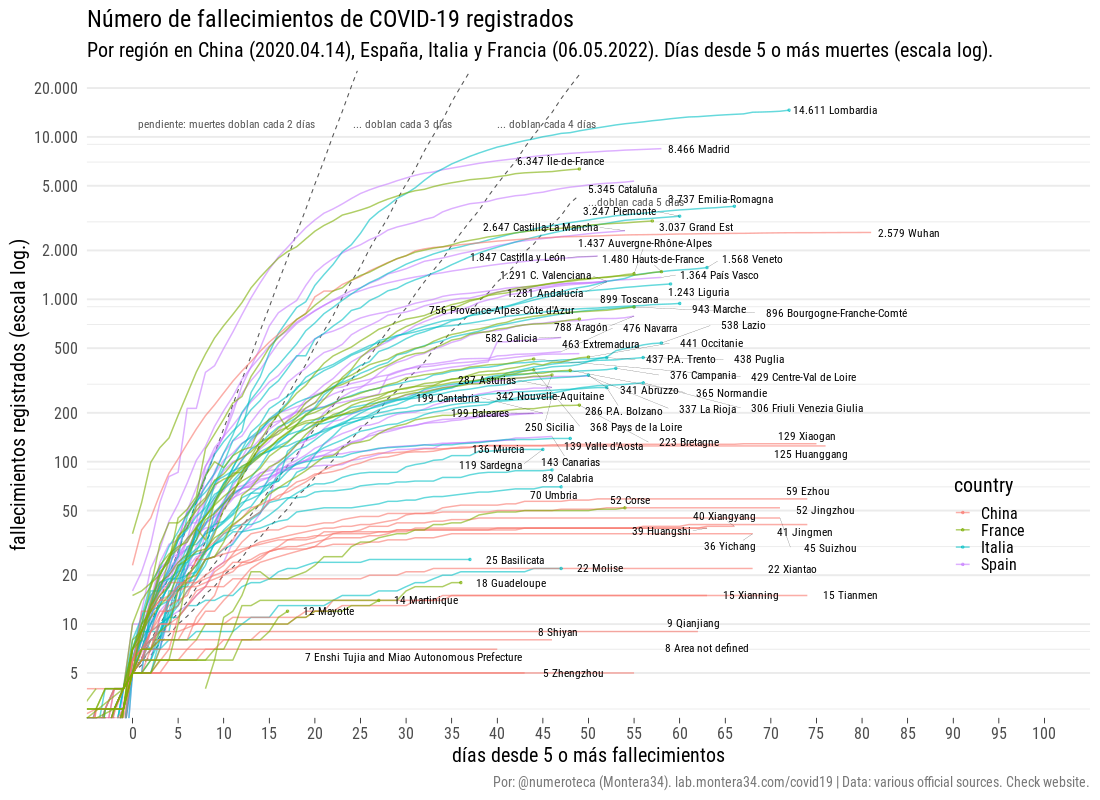 Número de fallecimientos de COVID-19 registrados
Por región en China (2020.04.14), España, Italia y Francia (06.05.2022). Días desde 5 o más muertes (escala log).
fallecimientos registrados (escala log.)
20.000
10.000
5.000
2.000
1.000
500
200
100
50
20
10
5
pendiente: muertes doblan cada 2 días
... doblan cada 3 días
... doblan cada 4 días
...doblan cada 5 días
14.611 Lombardia
8.466 Madrid
6.347 Île-de-France
5.345 Cataluña
3.737 Emilia-Romagna
3.247 Piemonte
2.647 Castilla-La Mancha
3.037 Grand Est
2.579 Wuhan
1.437 Auvergne-Rhône-Alpes
1.847 Castilla y León
1.480 Hauts-de-France
1.568 Veneto
1.291 C. Valenciana
1.364 País Vasco
1.281 Andalucía
1.243 Liguria
899 Toscana
756 Provence-Alpes-Côte d'Azur
943 Marche
896 Bourgogne-Franche-Comté
788 Aragón
476 Navarra
538 Lazio
582 Galicia
463 Extremadura
441 Occitanie
437 P.A. Trento
438 Puglia
287 Asturias
376 Campania
429 Centre-Val de Loire
199 Cantabria
342 Nouvelle-Aquitaine
341 Abruzzo
365 Normandie
199 Baleares
286 P.A. Bolzano
337 La Rioja
306 Friuli Venezia Giulia
250 Sicilia
368 Pays de la Loire
136 Murcia
139 Valle d'Aosta
223 Bretagne
129 Xiaogan
125 Huanggang
119 Sardegna
143 Canarias
89 Calabria
70 Umbria
52 Corse
59 Ezhou
52 Jingzhou
40 Xiangyang
39 Huangshi
41 Jingmen
36 Yichang
45 Suizhou
25 Basilicata
22 Molise
22 Xiantao
18 Guadeloupe
14 Martinique
15 Xianning
15 Tianmen
12 Mayotte
9 Qianjiang
8 Shiyan
8 Area not defined
7 Enshi Tujia and Miao Autonomous Prefecture
5 Zhengzhou
country
China
France
Italia
Spain
0 5 10 15 20 25 30 35 40 45 50 55 60 65 70 75 80 85 90 95 100
días desde 5 o más fallecimientos
Por: @numeroteca (Montera34). lab.montera34.com/covid19 | Data: various official sources. Check website.